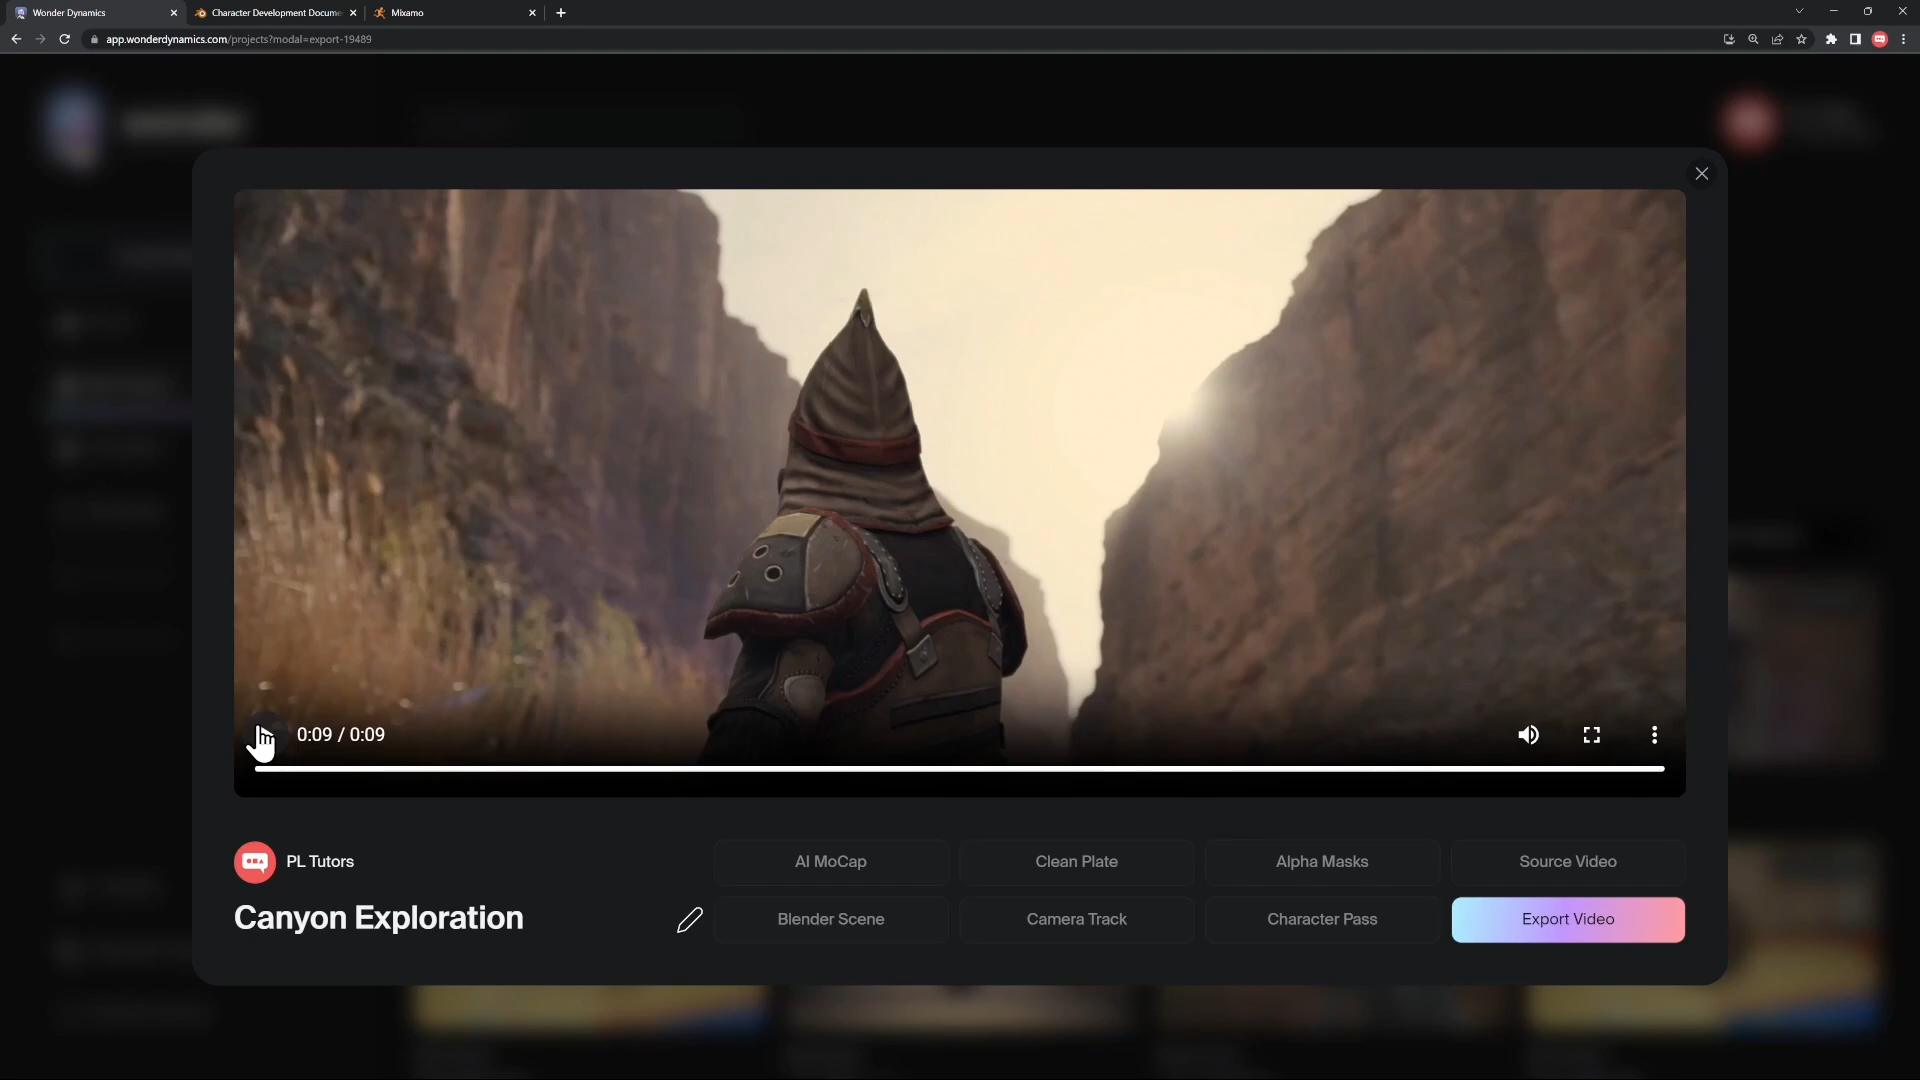 Wonder Dynamics
Character Development Docume
Mixamo
app.wonderdynamics.com/projects?modal=export-19489
0:09 / 0:09
PL Tutors
Canyon Exploration
AI MoCap
Clean Plate
Alpha Masks
Source Video
Blender Scene
Camera Track
Character Pass
Export Video